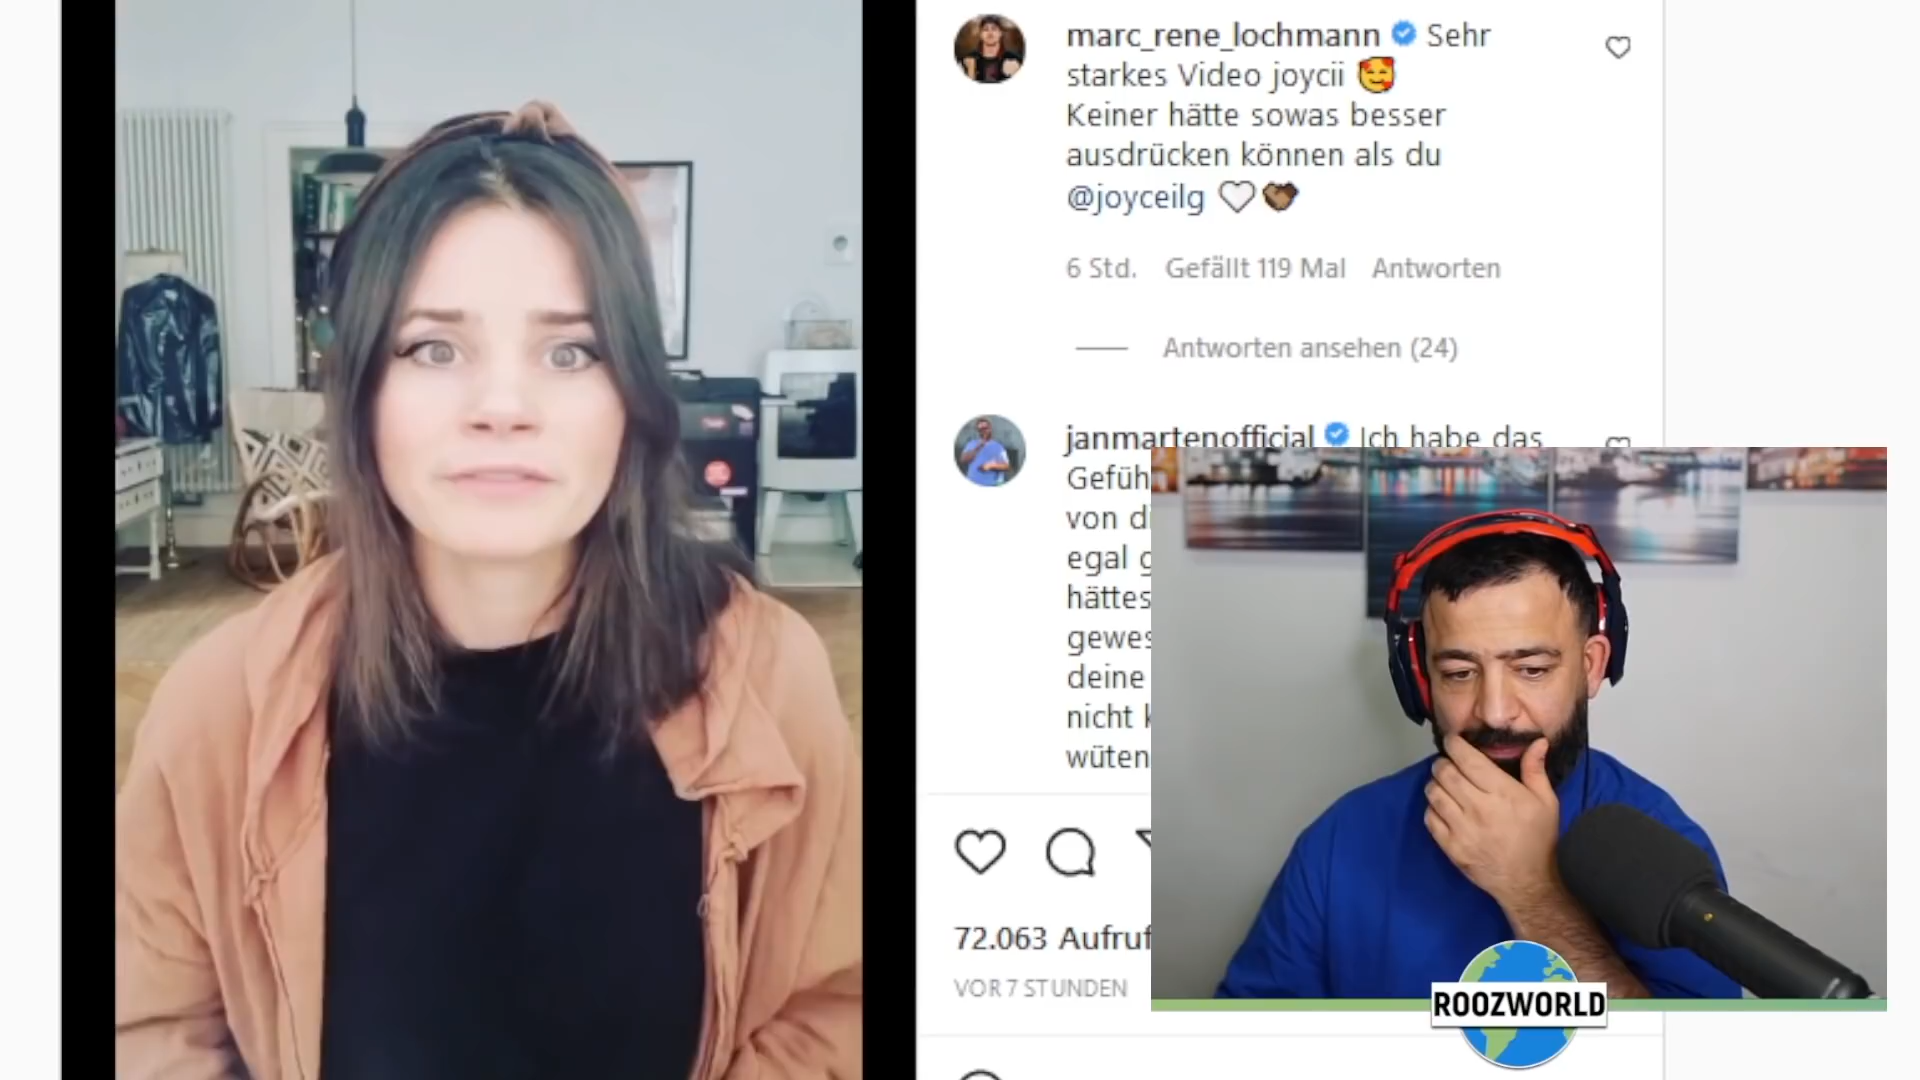 marc_rene_lochmann Sehr
starkes Video joycii 🥰
Keiner hätte sowas besser
ausdrücken können als du
@joyceilg 🤍🤎
6 Std. Gefällt 119 Mal Antworten
Antworten ansehen (24)
janmartenofficial Ich habe das
Gefüh
von di
egal g
hättes
gewes
deine
nicht k
wüten
72.063 Aufruf
VOR 7 STUNDEN
ROOZWORLD